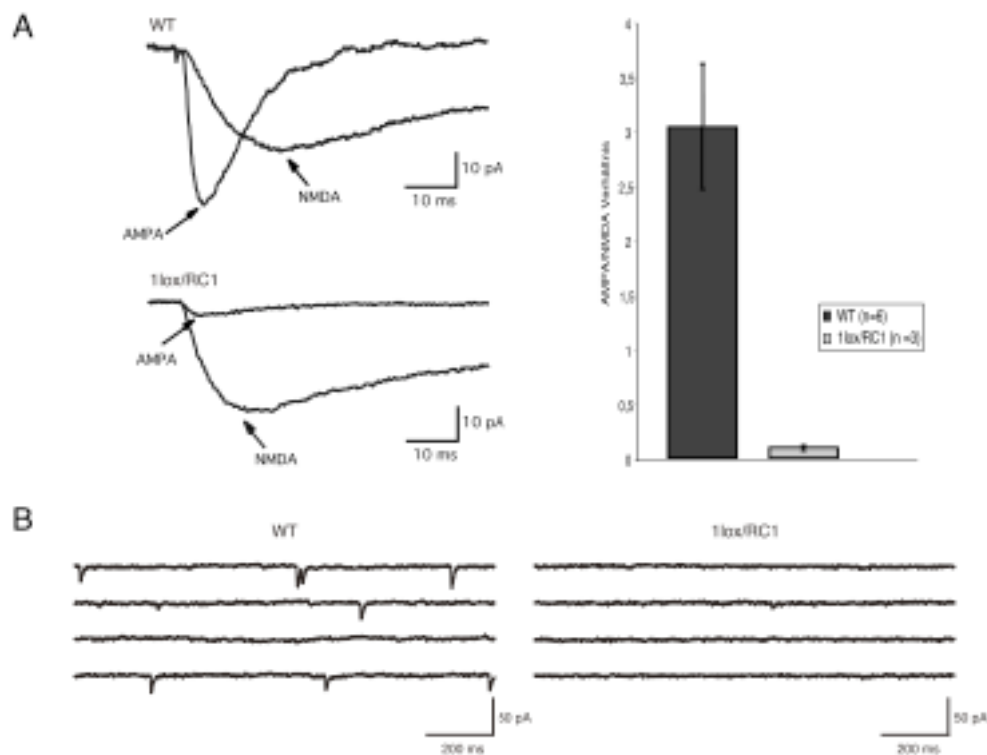 A
WT
AMPA
NMDA
10 pA
10 ms
1lox/RC1
AMPA
NMDA
10 pA
10 ms
AMPA/NMDA Verhältnis
4
3,5
3
2,5
2
1,5
1
0,5
0
WT (n=6)
1lox/RC1 (n =3)
B
WT
1lox/RC1
50 pA
200 ms
50 pA
200 ms